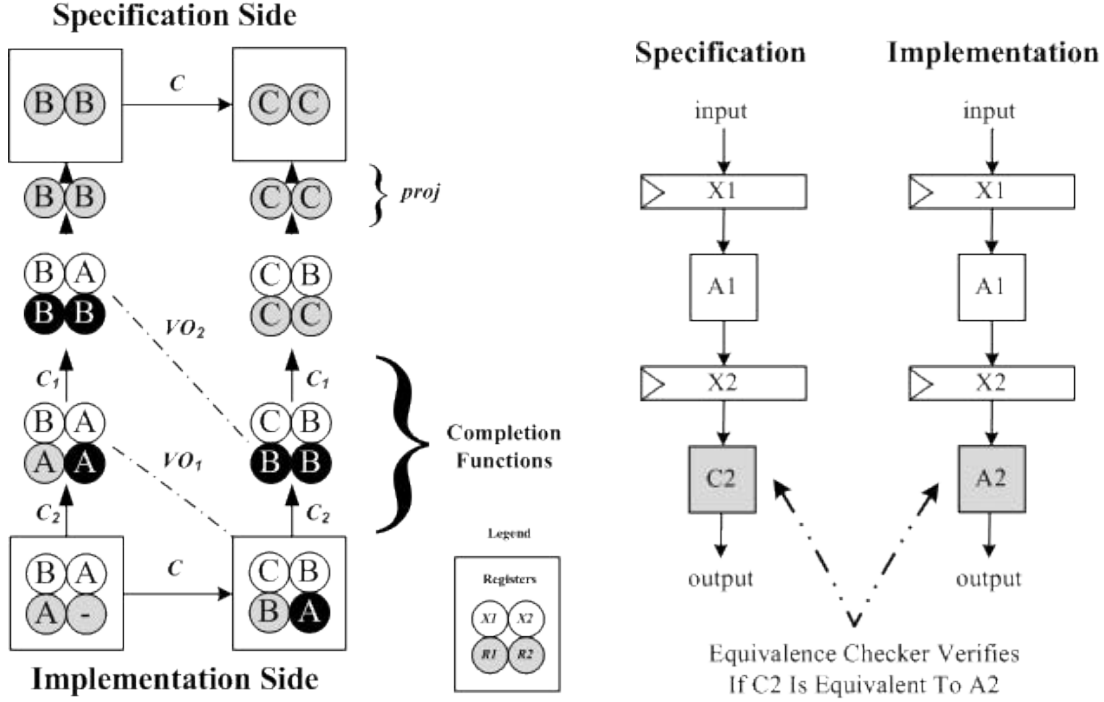 Specification Side
B B
C
C C
B B
C C
proj
B A
B B
C B
C C
VO2
C1
C1
B A
A A
C B
B B
VO1
Completion
Functions
C2
C2
B A
A -
C
C B
B A
Implementation Side
Legend
Registers
X1 X2
R1 R2
Specification
Implementation
input
input
X1
X1
A1
A1
X2
X2
C2
A2
output
output
Equivalence Checker Verifies
If C2 Is Equivalent To A2